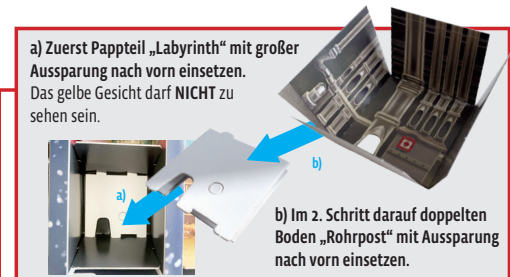 a) Zuerst Pappteil „Labyrinth“ mit großer
Aussparung nach vorn einsetzen.
Das gelbe Gesicht darf NICHT zu
sehen sein.
b)
a)
b) Im 2. Schritt darauf doppelten
Boden „Rohrpost“ mit Aussparung
nach vorn einsetzen.